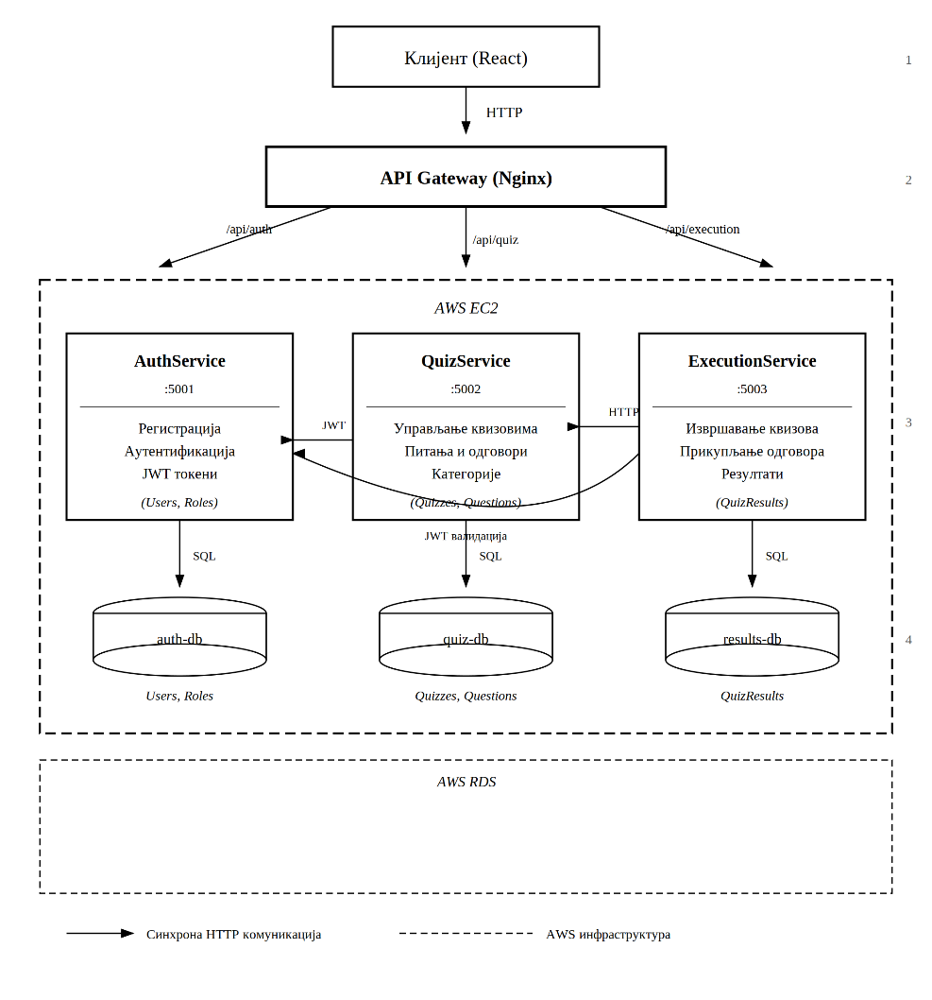 Клијент (React)
1
HTTP
API Gateway (Nginx)
2
/api/auth
/api/quiz
/api/execution
AWS EC2
AuthService
:5001
Регистрација
Аутентификација
JWT токени
(Users, Roles)
JWT
QuizService
:5002
Управљање квизовима
Питања и одговори
Категорије
(Quizzes, Questions)
HTTP
ExecutionService
:5003
Извршавање квизова
Прикупљање одговора
Резултати
(QuizResults)
3
JWT валидација
SQL
SQL
SQL
auth-db
quiz-db
results-db
4
Users, Roles
Quizzes, Questions
QuizResults
AWS RDS
Синхрона HTTP комуникација
AWS инфраструктура